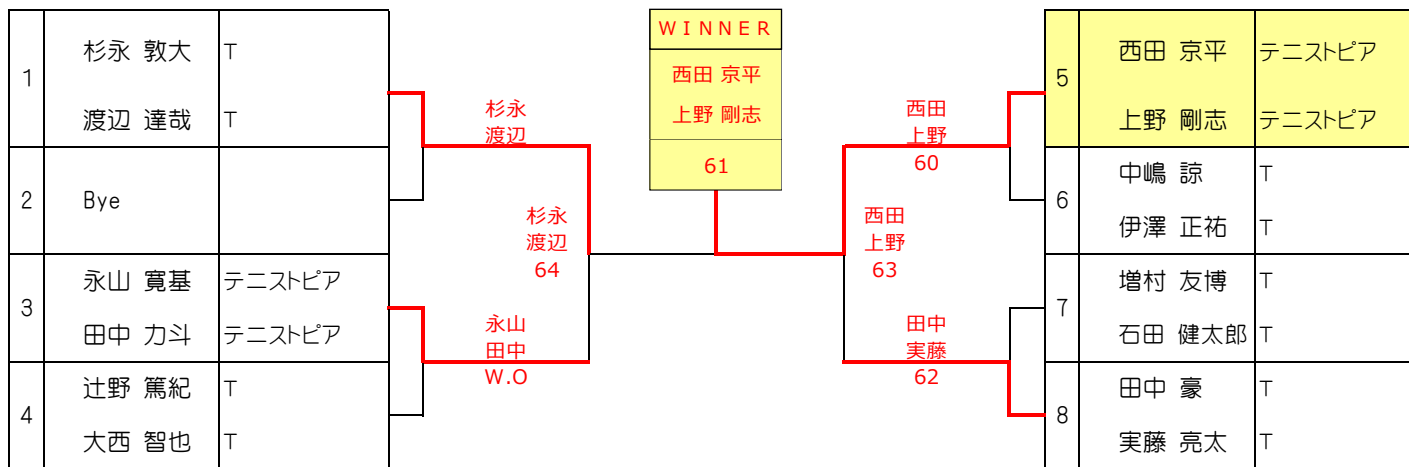 1
杉永 敦大 T
渡辺 達哉 T
2
Bye
3
永山 寛基 テニストピア
田中 力斗 テニストピア
4
辻野 篤紀 T
大西 智也 T
杉永
渡辺
杉永
渡辺
64
永山
田中
W.O
WINNER
西田 京平
上野 剛志
61
西田
上野
60
西田
上野
63
田中
実藤
62
5
西田 京平 テニストピア
上野 剛志 テニストピア
6
中嶋 諒 T
伊澤 正祐 T
7
増村 友博 T
石田 健太郎 T
8
田中 豪 T
実藤 亮太 T